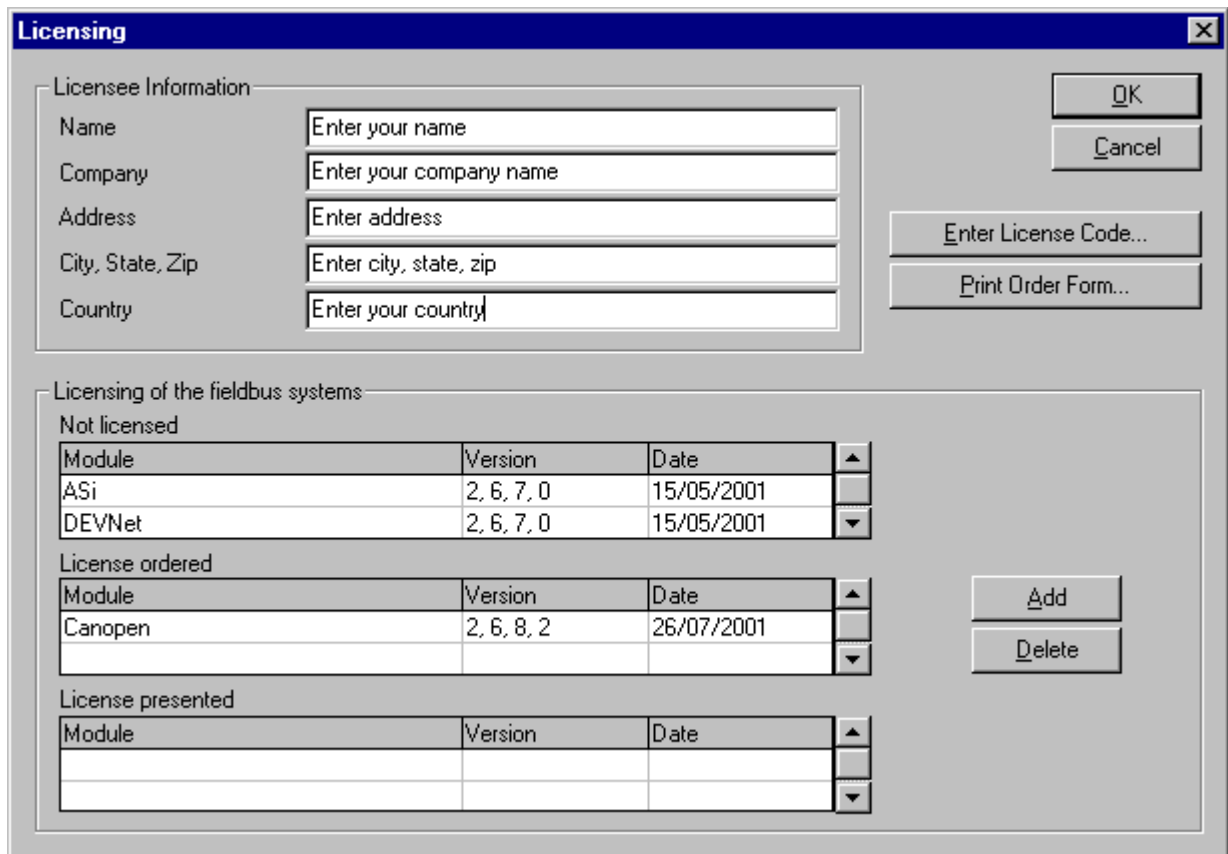 Licensing
Licensee Information
Name Enter your name
Company Enter your company name
Address Enter address
City, State, Zip Enter city, state, zip
Country Enter your country
OK
Cancel
Enter License Code...
Print Order Form...
Licensing of the fieldbus systems
Not licensed
Module Version Date
ASi 2, 6, 7, 0 15/05/2001
DEVNet 2, 6, 7, 0 15/05/2001
License ordered
Module Version Date
Canopen 2, 6, 8, 2 26/07/2001
Add
Delete
License presented
Module Version Date